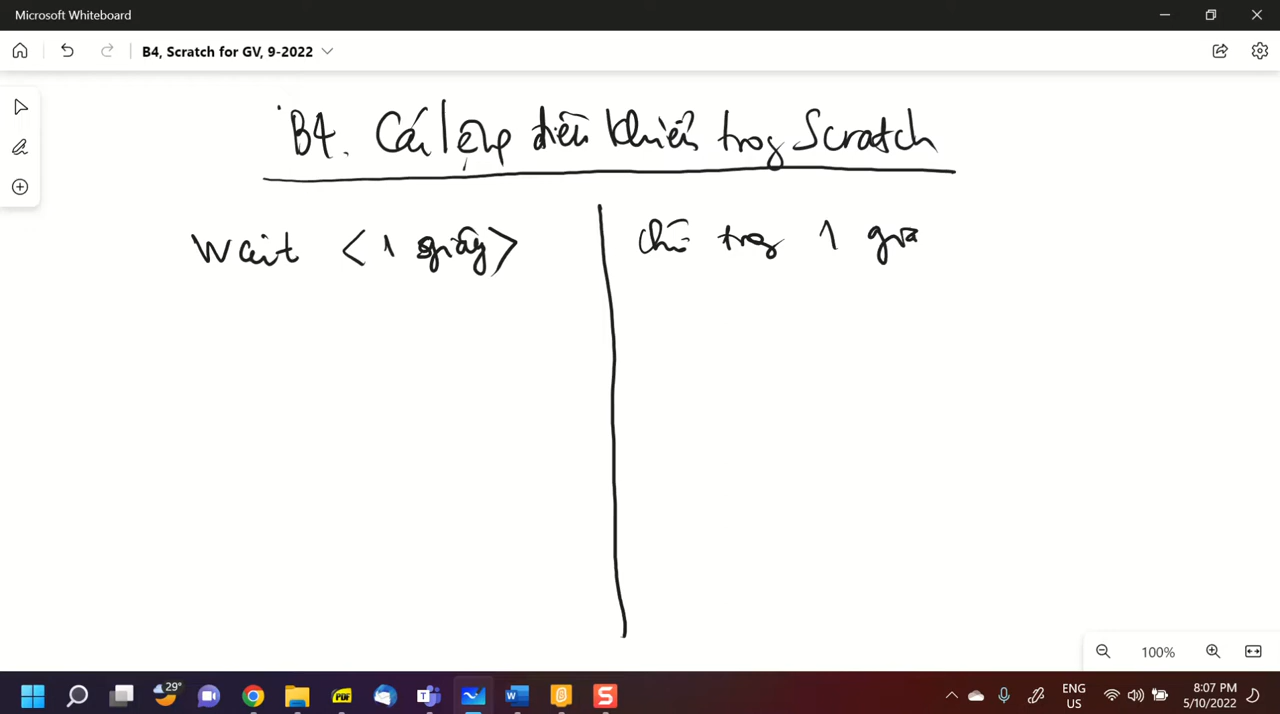 Microsoft Whiteboard
B4, Scratch for GV, 9-2022
B4. Các lệnh điều khiển trong Scratch
Wait <1 giây>
chờ trong 1
100%
29°
ENG
US
8:07 PM
5/10/2022